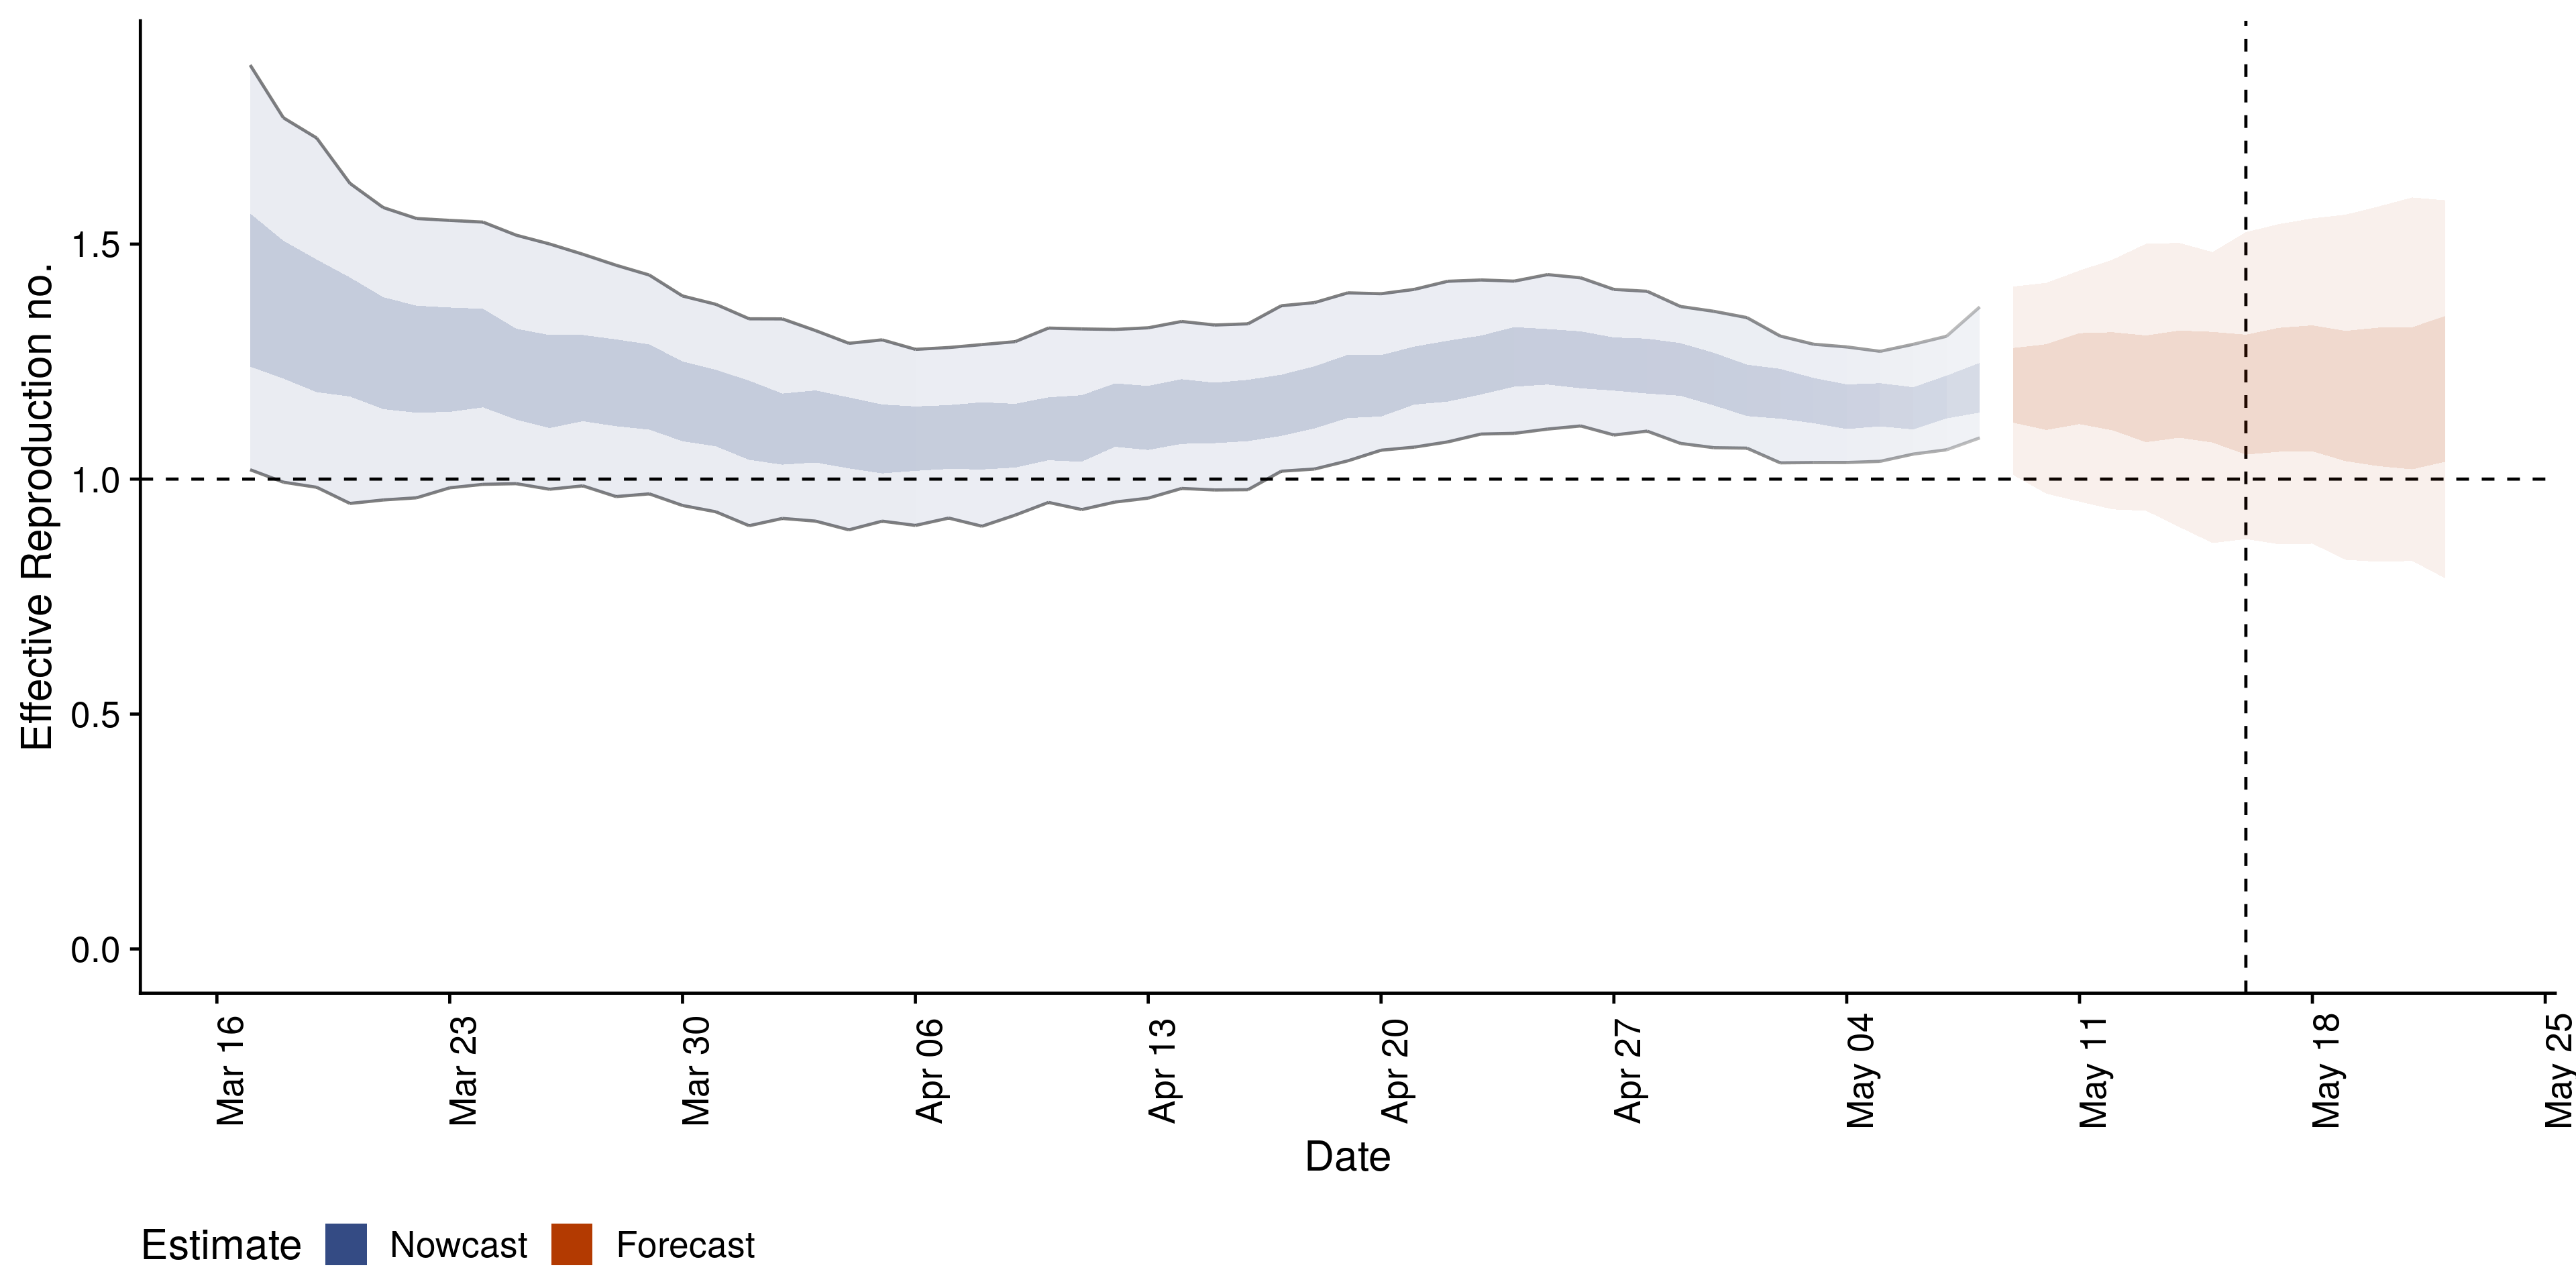 Effective Reproduction no.
1.5
1.0
0.5
0.0
Mar 16
Mar 23
Mar 30
Apr 06
Apr 13
Apr 20
Apr 27
May 04
May 11
May 18
May 25
Date
Estimate Nowcast Forecast